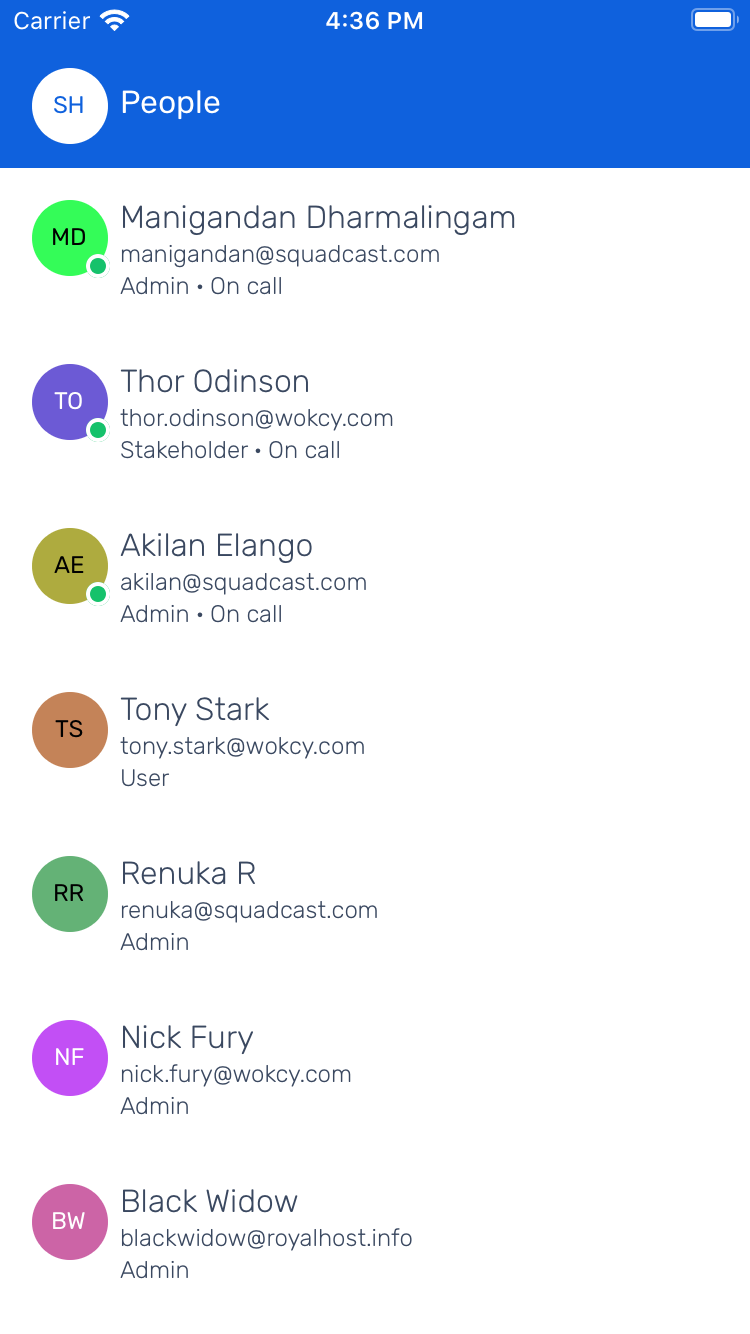 Carrier 4:36 PM
SH People
MD Manigandan Dharmalingam
manigandan@squadcast.com
Admin • On call
TO Thor Odinson
thor.odinson@wokcy.com
Stakeholder • On call
AE Akilan Elango
akilan@squadcast.com
Admin • On call
TS Tony Stark
tony.stark@wokcy.com
User
RR Renuka R
renuka@squadcast.com
Admin
NF Nick Fury
nick.fury@wokcy.com
Admin
BW Black Widow
blackwidow@royalhost.info
Admin